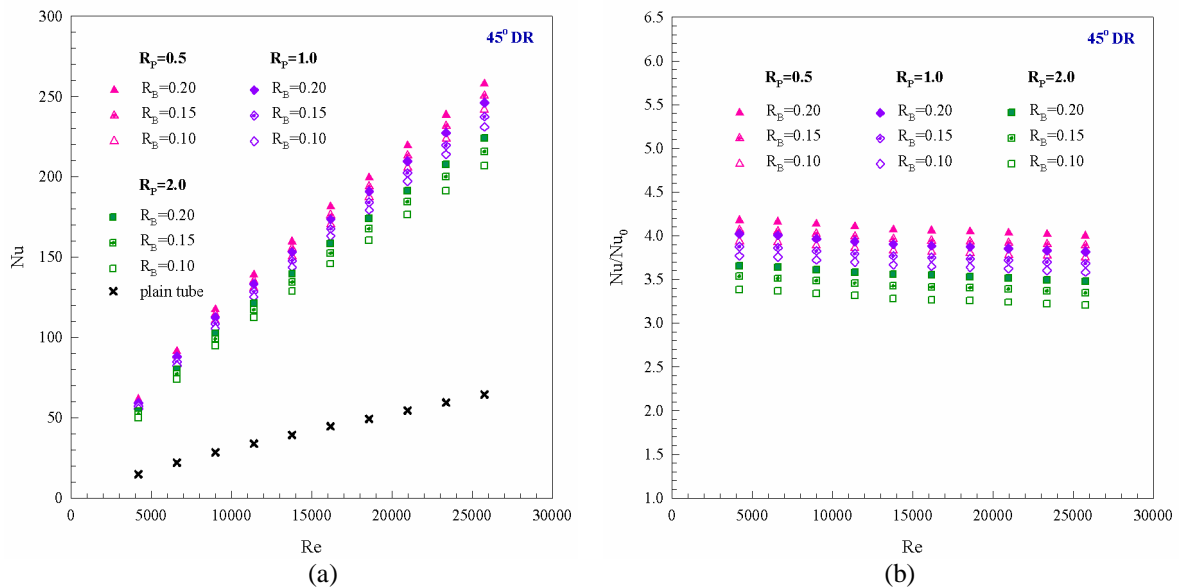 300
250
200
150
100
50
0
Nu
45° DR
R_P=0.5 R_P=1.0
R_B=0.20 R_B=0.20
R_B=0.15 R_B=0.15
R_B=0.10 R_B=0.10
R_P=2.0
R_B=0.20
R_B=0.15
R_B=0.10
plain tube
0 5000 10000 15000 20000 25000 30000
Re
(a)
6.5
6.0
5.5
5.0
4.5
4.0
3.5
3.0
2.5
2.0
1.5
1.0
Nu/Nu₀
45° DR
R_P=0.5 R_P=1.0 R_P=2.0
R_B=0.20 R_B=0.20 R_B=0.20
R_B=0.15 R_B=0.15 R_B=0.15
R_B=0.10 R_B=0.10 R_B=0.10
0 5000 10000 15000 20000 25000 30000
Re
(b)